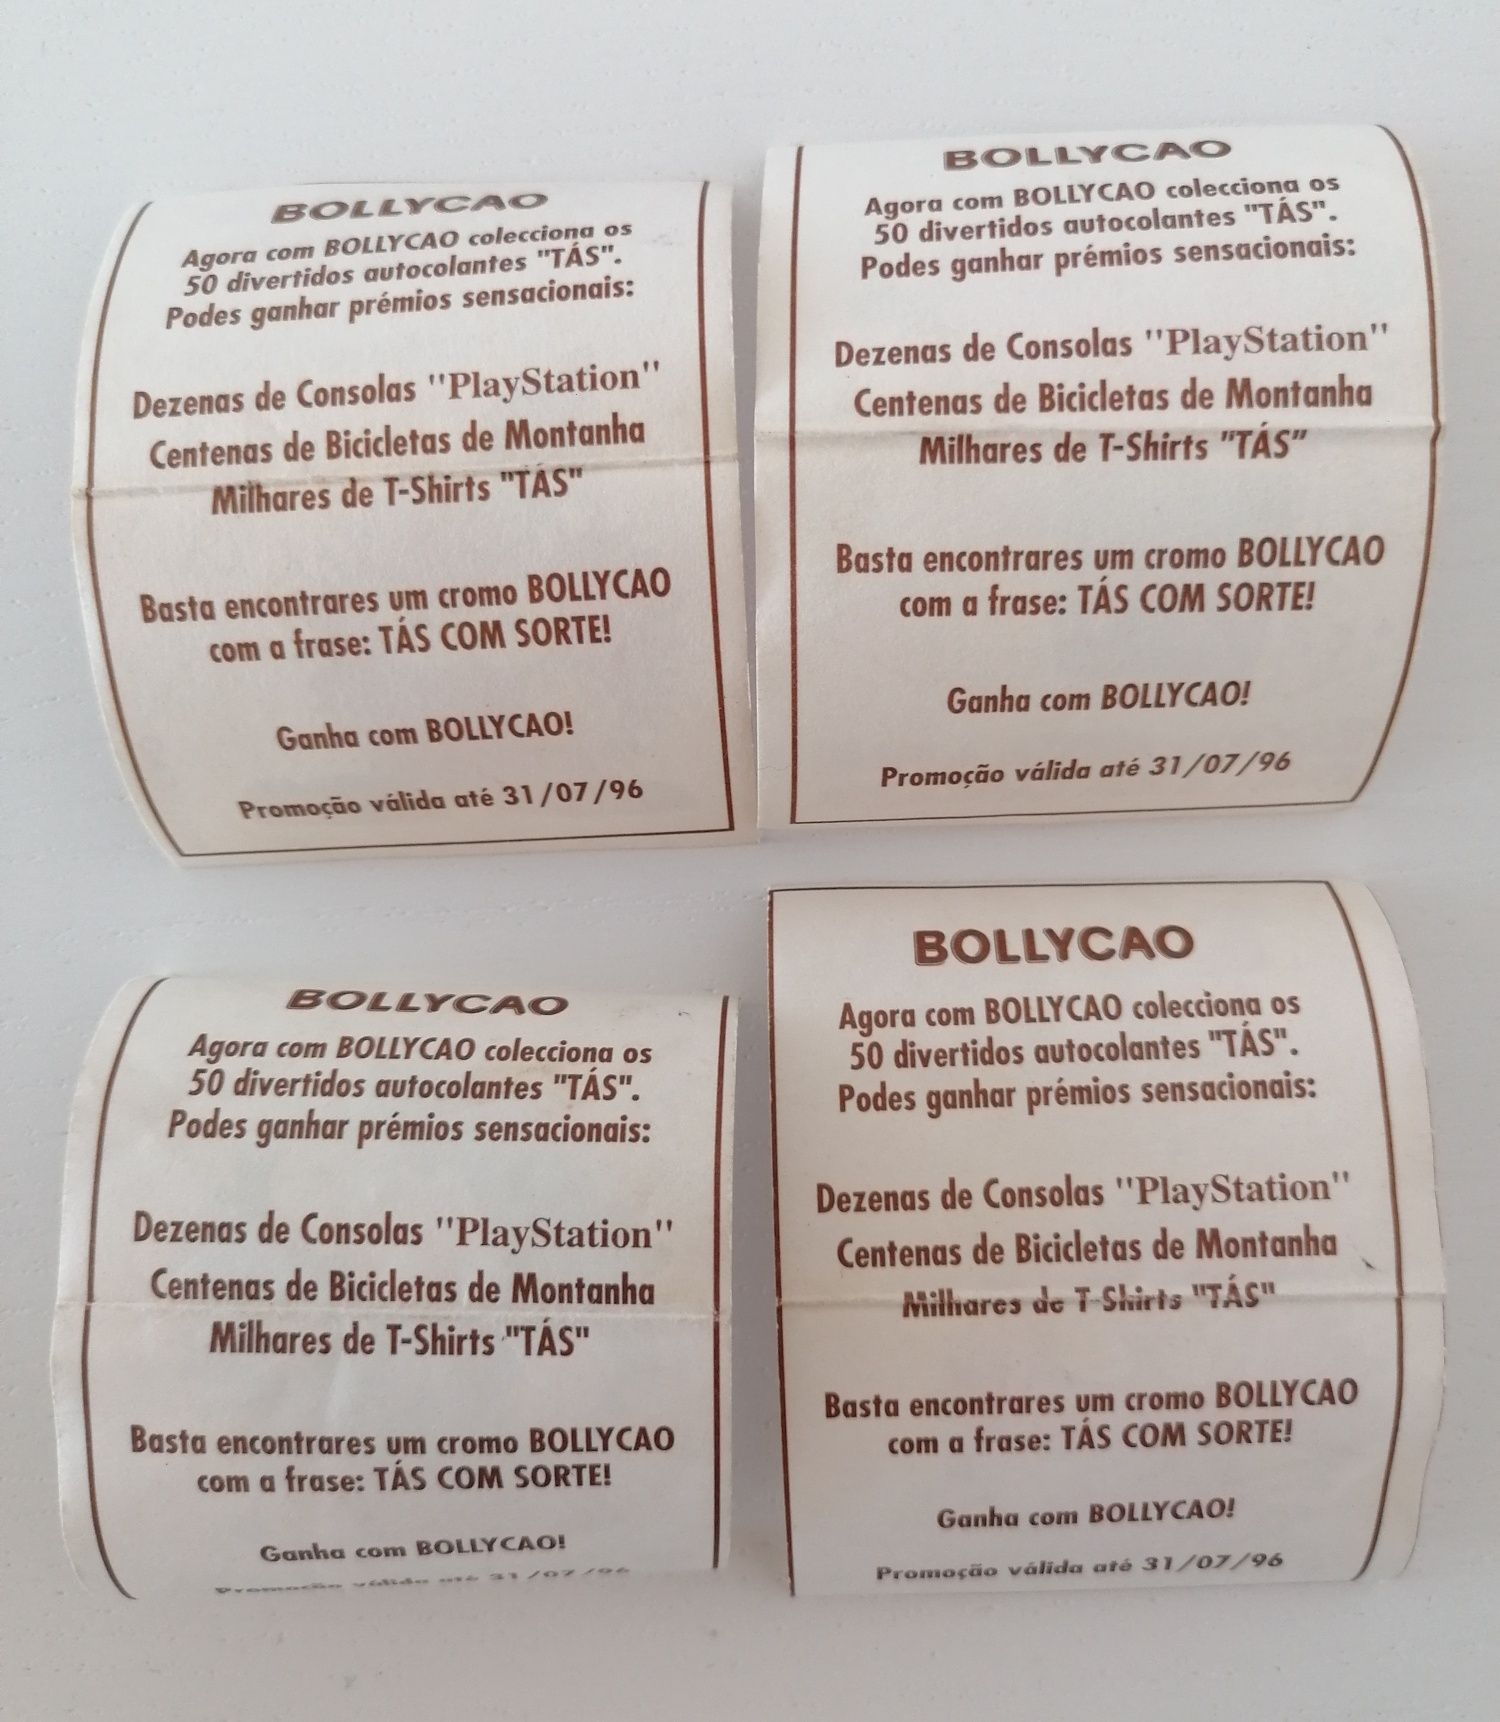 BOLLYCAO
Agora com BOLLYCAO colecciona os
50 divertidos autocolantes "TÁS".
Podes ganhar prémios sensacionais:
Dezenas de Consolas "PlayStation"
Centenas de Bicicletas de Montanha
Milhares de T-Shirts "TÁS"
Basta encontrares um cromo BOLLYCAO
com a frase: TÁS COM SORTE!
Ganha com BOLLYCAO!
Promoção válida até 31/07/96
BOLLYCAO
Agora com BOLLYCAO colecciona os
50 divertidos autocolantes "TÁS".
Podes ganhar prémios sensacionais:
Dezenas de Consolas "PlayStation"
Centenas de Bicicletas de Montanha
Milhares de T-Shirts "TÁS"
Basta encontrares um cromo BOLLYCAO
com a frase: TÁS COM SORTE!
Ganha com BOLLYCAO!
Promoção válida até 31/07/96
BOLLYCAO
Agora com BOLLYCAO colecciona os
50 divertidos autocolantes "TÁS".
Podes ganhar prémios sensacionais:
Dezenas de Consolas "PlayStation"
Centenas de Bicicletas de Montanha
Milhares de T-Shirts "TÁS"
Basta encontrares um cromo BOLLYCAO
com a frase: TÁS COM SORTE!
Ganha com BOLLYCAO!
Promoção válida até 31/07/96
BOLLYCAO
Agora com BOLLYCAO colecciona os
50 divertidos autocolantes "TÁS".
Podes ganhar prémios sensacionais:
Dezenas de Consolas "PlayStation"
Centenas de Bicicletas de Montanha
Milhares de T-Shirts "TÁS"
Basta encontrares um cromo BOLLYCAO
com a frase: TÁS COM SORTE!
Ganha com BOLLYCAO!
Promoção válida até 31/07/96